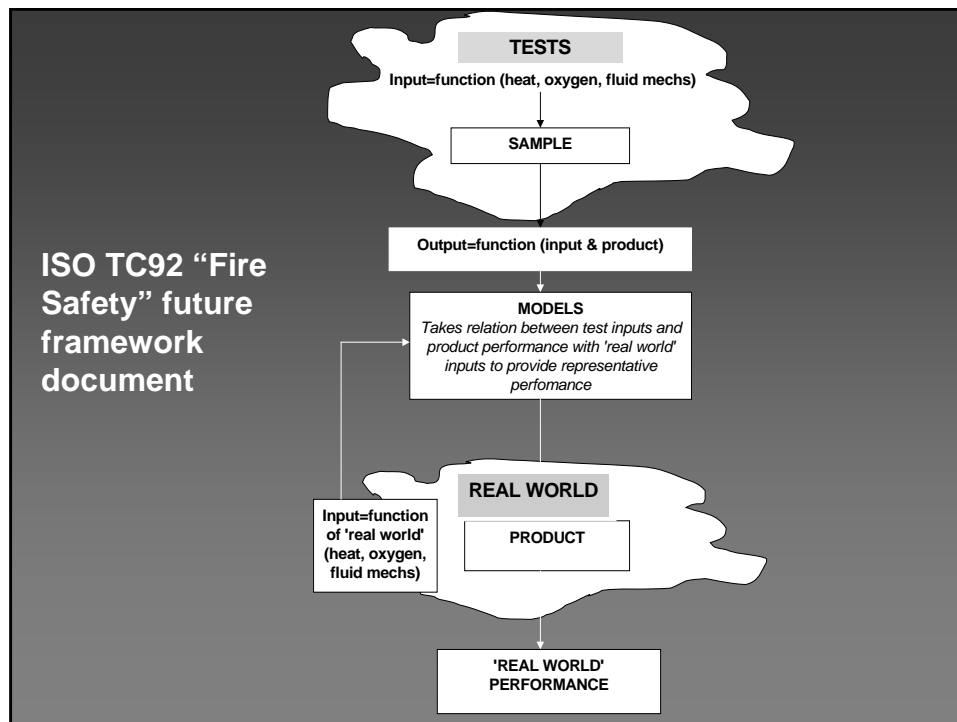 TESTS
Input=function (heat, oxygen, fluid mechs)
SAMPLE
Output=function (input & product)
ISO TC92 “Fire
Safety” future
framework
document
MODELS
Takes relation between test inputs and
product performance with 'real world'
inputs to provide representative
perfomance
REAL WORLD
Input=function
of 'real world'
(heat, oxygen,
fluid mechs)
PRODUCT
'REAL WORLD'
PERFORMANCE